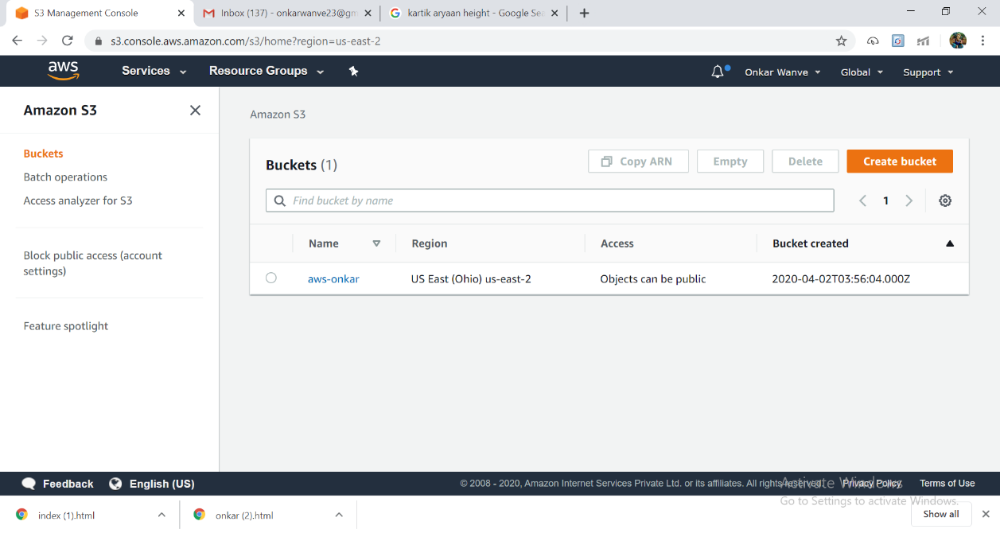 S3 Management Console
Inbox (137) - onkarwanve23@gm
kartik aryaan height - Google Sea
s3.console.aws.amazon.com/s3/home?region=us-east-2
aws Services Resource Groups Onkar Wanve Global Support
Amazon S3
Buckets
Batch operations
Access analyzer for S3
Block public access (account
settings)
Feature spotlight
Amazon S3
Buckets (1) Copy ARN Empty Delete Create bucket
Find bucket by name 1
Name Region Access Bucket created
aws-onkar US East (Ohio) us-east-2 Objects can be public 2020-04-02T03:56:04.000Z
Feedback English (US) © 2008 - 2020, Amazon Internet Services Private Ltd. or its affiliates. All rights reserved. Privacy Policy Terms of Use
Activate Windows
Go to Settings to activate Windows.
index (1).html onkar (2).html Show all